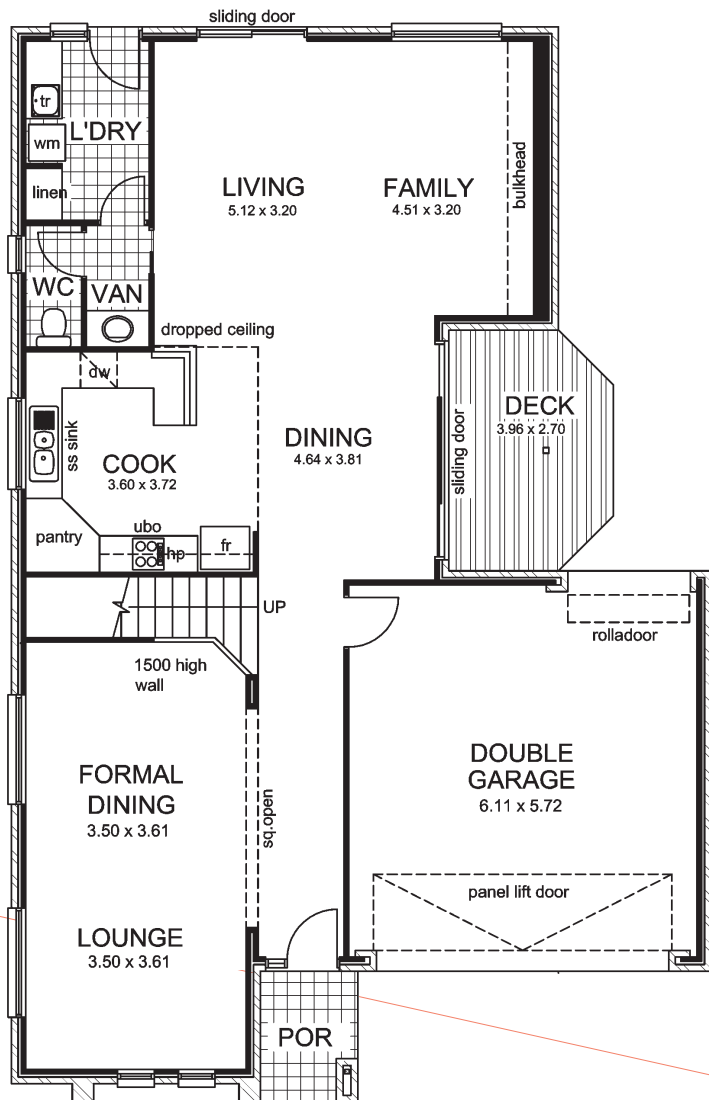 sliding door
tr
L'DRY
wm
linen
LIVING
5.12 x 3.20
FAMILY
4.51 x 3.20
bulkhead
WC
VAN
dropped ceiling
dw
ss sink
COOK
3.60 x 3.72
DINING
4.64 x 3.81
sliding door
DECK
3.96 x 2.70
pantry
ubo
hp
fr
UP
rolladoor
1500 high
wall
FORMAL
DINING
3.50 x 3.61
sq.open
DOUBLE
GARAGE
6.11 x 5.72
panel lift door
LOUNGE
3.50 x 3.61
POR